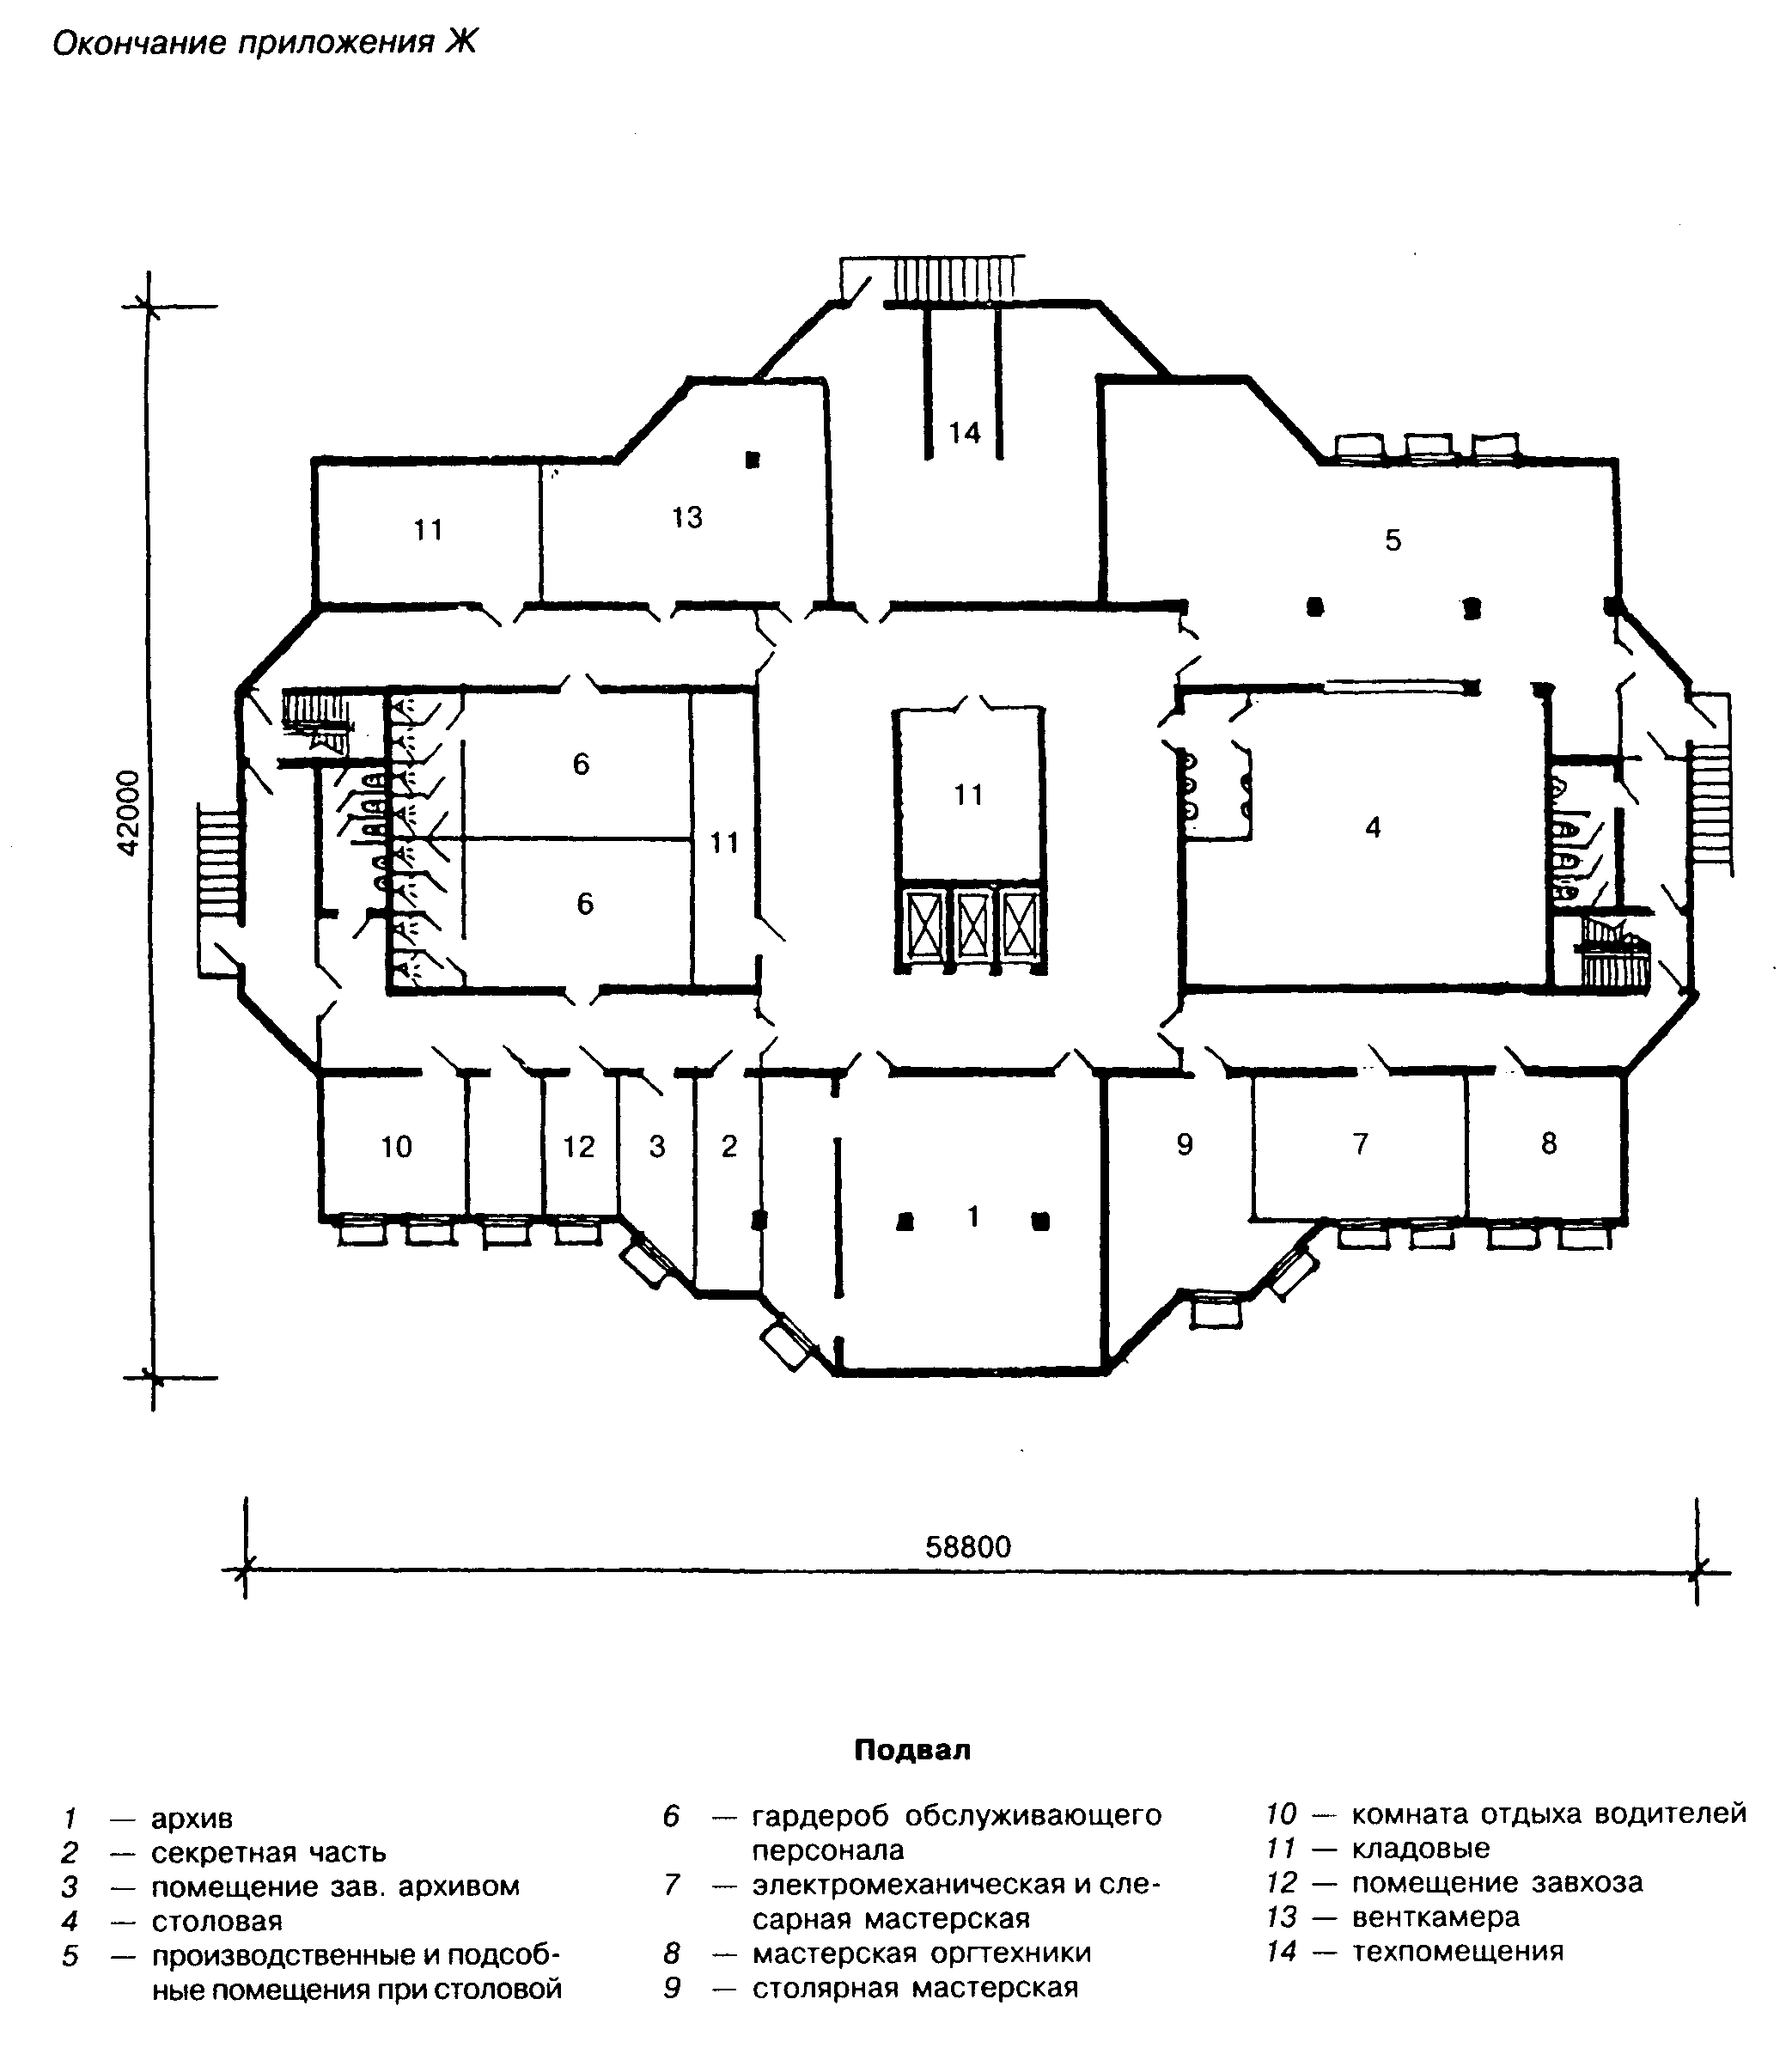 Окончание приложения Ж
14
11
13
5
6
11
4
11
6
42000
10
12
3
2
9
7
8
1
58800
Подвал
1 — архив
2 — секретная часть
3 — помещение зав. архивом
4 — столовая
5 — производственные и подсоб-
ные помещения при столовой
6 — гардероб обслуживающего
персонала
7 — электромеханическая и сле-
сарная мастерская
8 — мастерская оргтехники
9 — столярная мастерская
10 — комната отдыха водителей
11 — кладовые
12 — помещение завхоза
13 — венткамера
14 — техпомещения